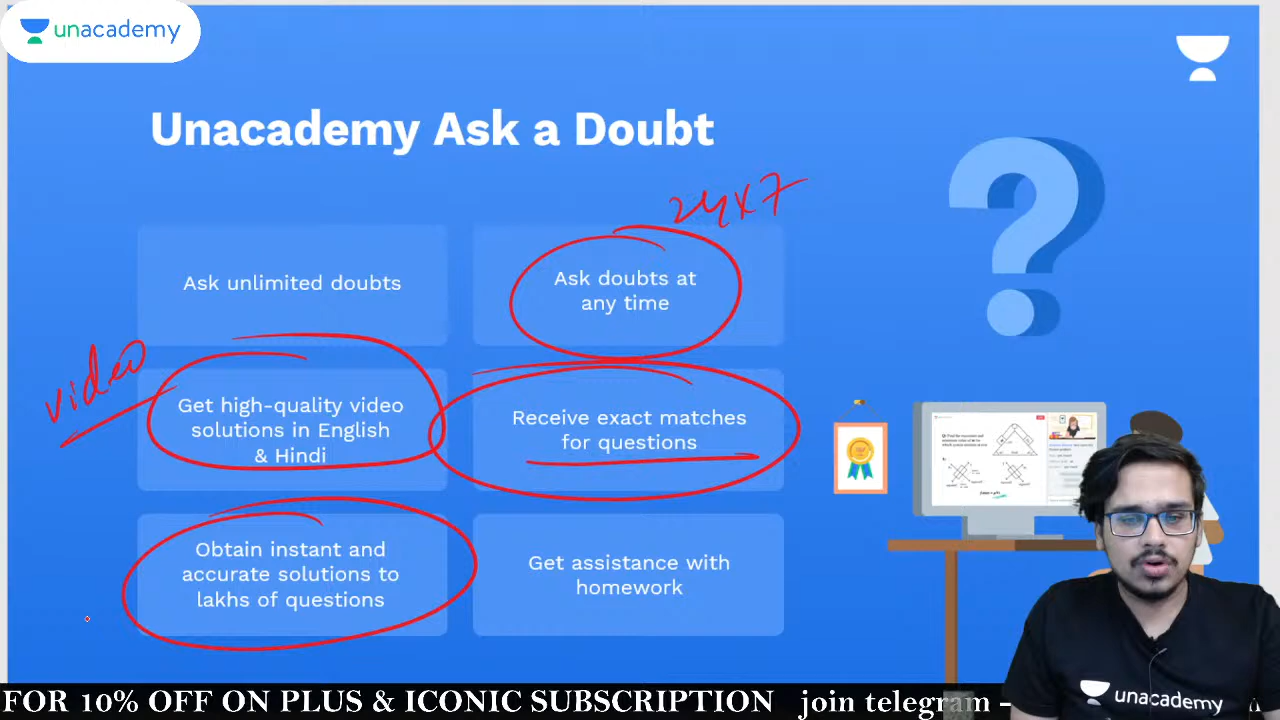 unacademy
Unacademy Ask a Doubt
24x7
Ask unlimited doubts
Ask doubts at
any time
video
Get high-quality video
solutions in English
& Hindi
Receive exact matches
for questions
Obtain instant and
accurate solutions to
lakhs of questions
Get assistance with
homework
unacademy
FOR 10% OFF ON PLUS & ICONIC SUBSCRIPTION join telegram -